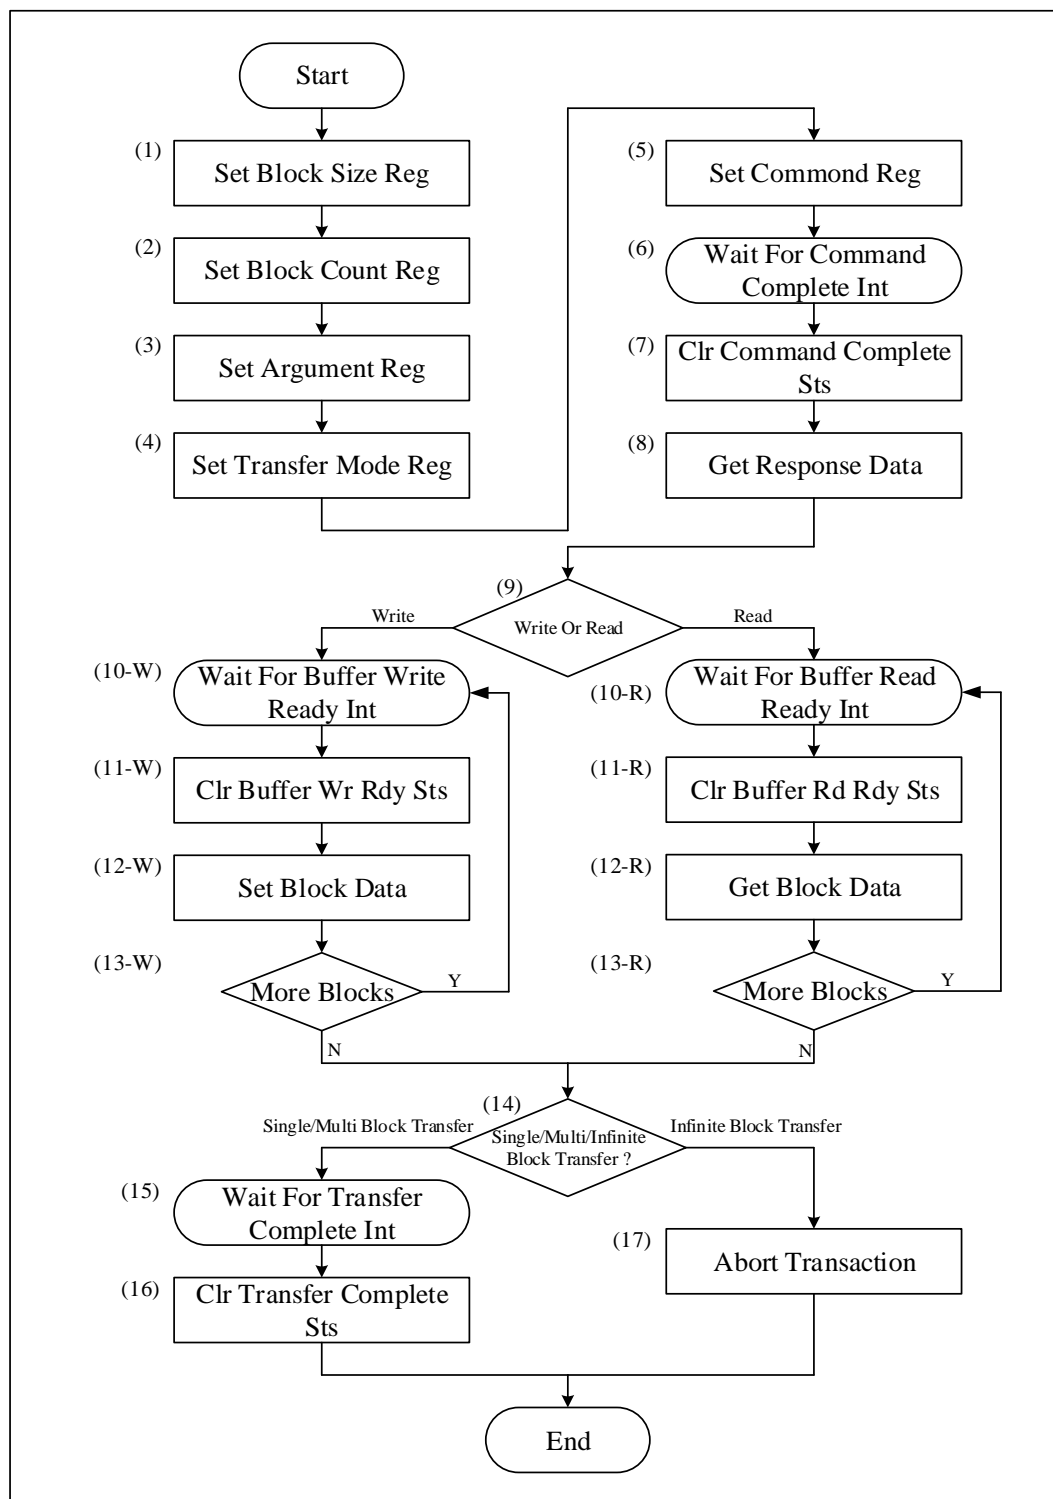 Start
(1)
Set Block Size Reg
(2)
Set Block Count Reg
(3)
Set Argument Reg
(4)
Set Transfer Mode Reg
(5)
Set Commond Reg
(6)
Wait For Command
Complete Int
(7)
Clr Command Complete
Sts
(8)
Get Response Data
(9)
Write Or Read
Write
Read
(10-W)
Wait For Buffer Write
Ready Int
(11-W)
Clr Buffer Wr Rdy Sts
(12-W)
Set Block Data
(13-W)
More Blocks
Y
N
(10-R)
Wait For Buffer Read
Ready Int
(11-R)
Clr Buffer Rd Rdy Sts
(12-R)
Get Block Data
(13-R)
More Blocks
Y
N
(14)
Single/Multi/Infinite
Block Transfer ?
Single/Multi Block Transfer
Infinite Block Transfer
(15)
Wait For Transfer
Complete Int
(16)
Clr Transfer Complete
Sts
(17)
Abort Transaction
End